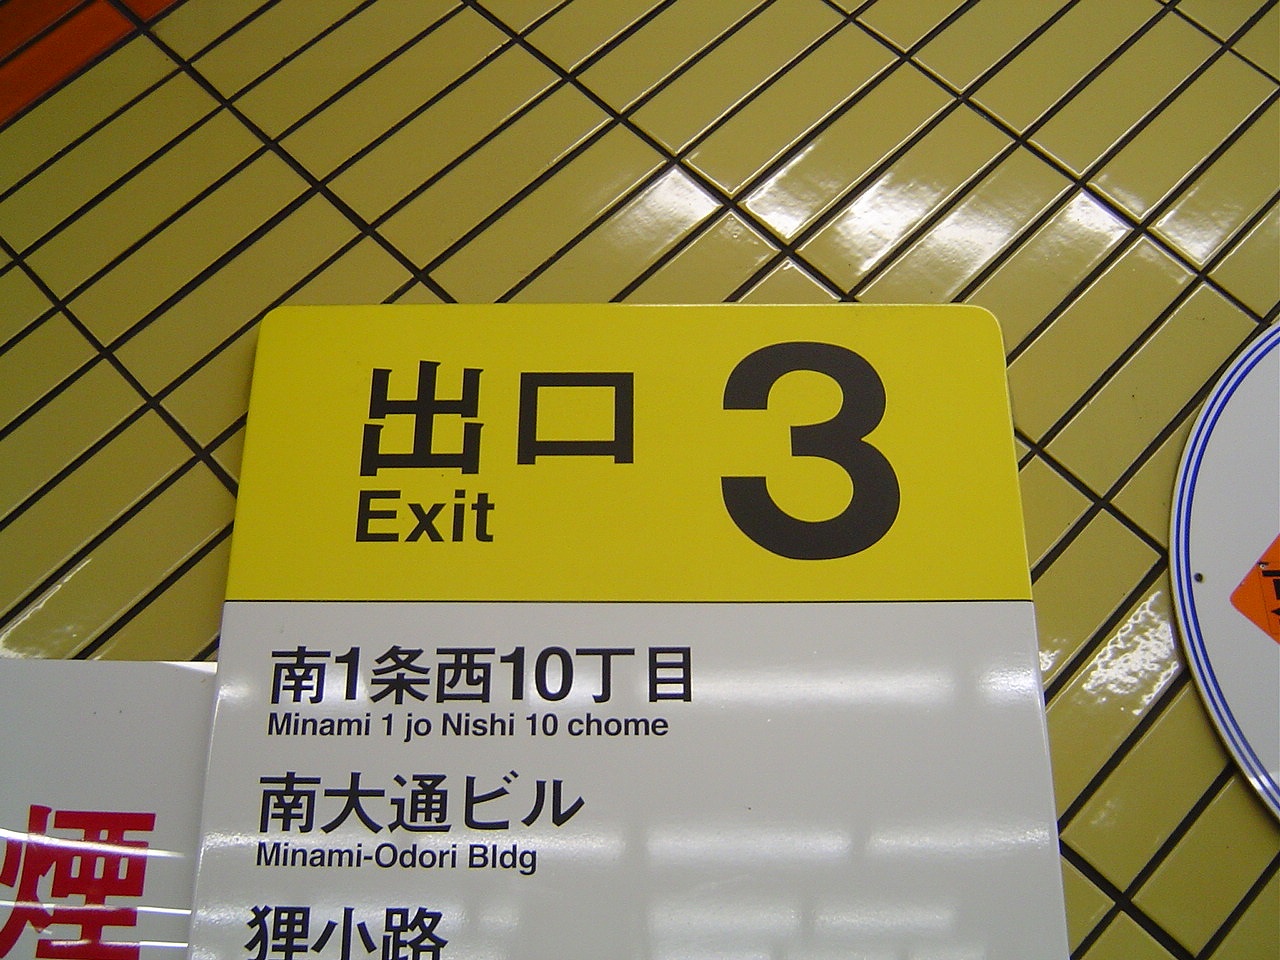 出口 3
Exit
南1条西10丁目
Minami 1 jo Nishi 10 chome
南大通ビル
Minami-Odori Bldg
狸小路
煙